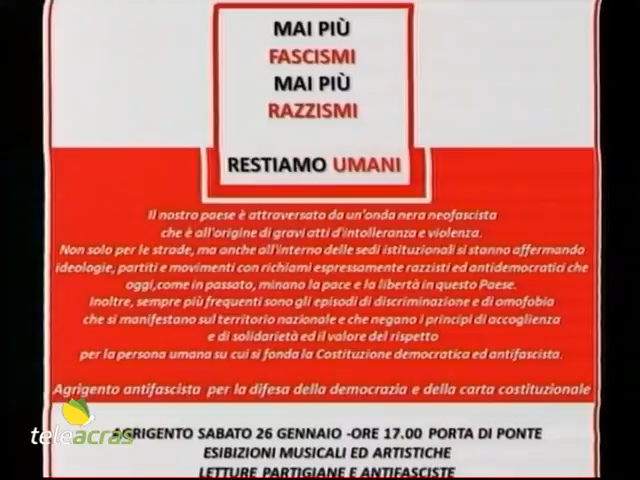 MAI PIÙ
FASCISMI
MAI PIÙ
RAZZISMI
RESTIAMO UMANI
Il nostro paese è attraversato da un'onda nera neofascista
che è all'origine di gravi atti d'intolleranza e violenza.
Non solo per le strade, ma anche all'interno delle sedi istituzionali si stanno affermando
ideologie, partiti e movimenti con richiami espressamente razzisti ed antidemocratici che
oggi,come in passato, minano la pace e la libertà in questo Paese.
Inoltre, sempre più frequenti sono gli episodi di discriminazione e di omofobia
che si manifestano sul territorio nazionale e che negano i principi di accoglienza
e di solidarietà ed il valore del rispetto
per la persona umana su cui si fonda la Costituzione democratica ed antifascista.
Agrigento antifascista per la difesa della democrazia e della carta costituzionale
AGRIGENTO SABATO 26 GENNAIO -ORE 17.00 PORTA DI PONTE
ESIBIZIONI MUSICALI ED ARTISTICHE
LETTURE PARTIGIANE E ANTIFASCISTE
teleacras